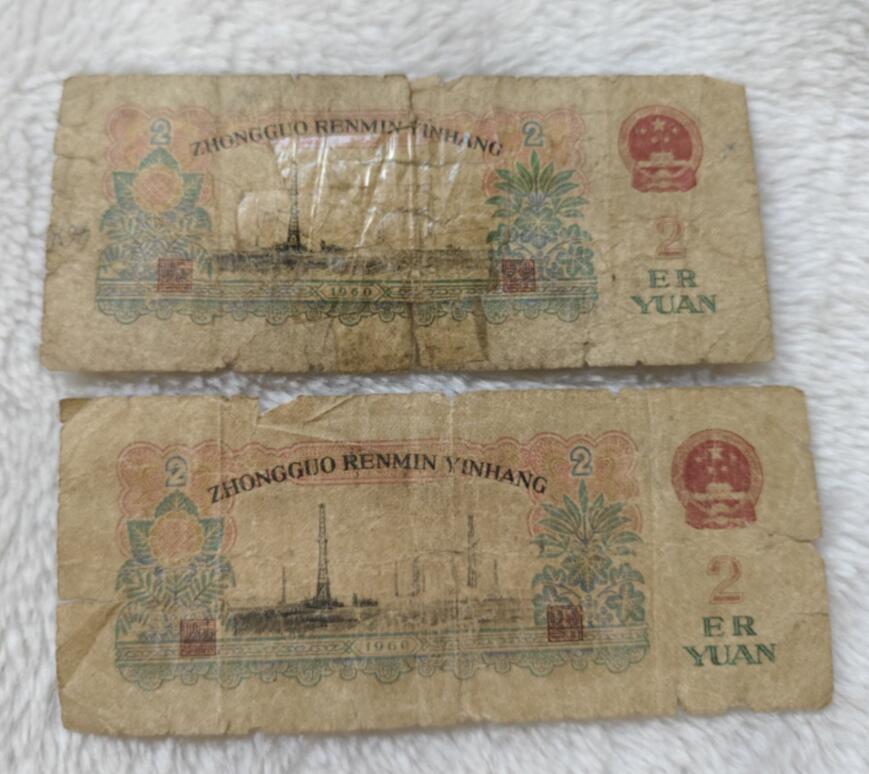 2 ZHONGGUO RENMIN YINHANG 2
2
ER
YUAN
1960
2 ZHONGGUO RENMIN YINHANG 2
2
ER
YUAN
1960